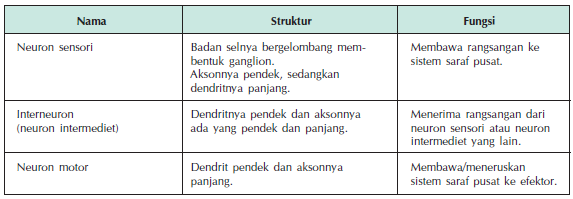 Nama Struktur Fungsi
Neuron sensori
Badan selnya bergelombang mem-
bentuk ganglion.
Aksonnya pendek, sedangkan
dendritnya panjang.
Membawa rangsangan ke
sistem saraf pusat.
Interneuron
(neuron intermediet)
Dendritnya pendek dan aksonnya
ada yang pendek dan panjang.
Menerima rangsangan dari
neuron sensori atau neuron
intermediet yang lain.
Neuron motor
Dendrit pendek dan aksonnya
panjang.
Membawa/meneruskan
sistem saraf pusat ke efektor.